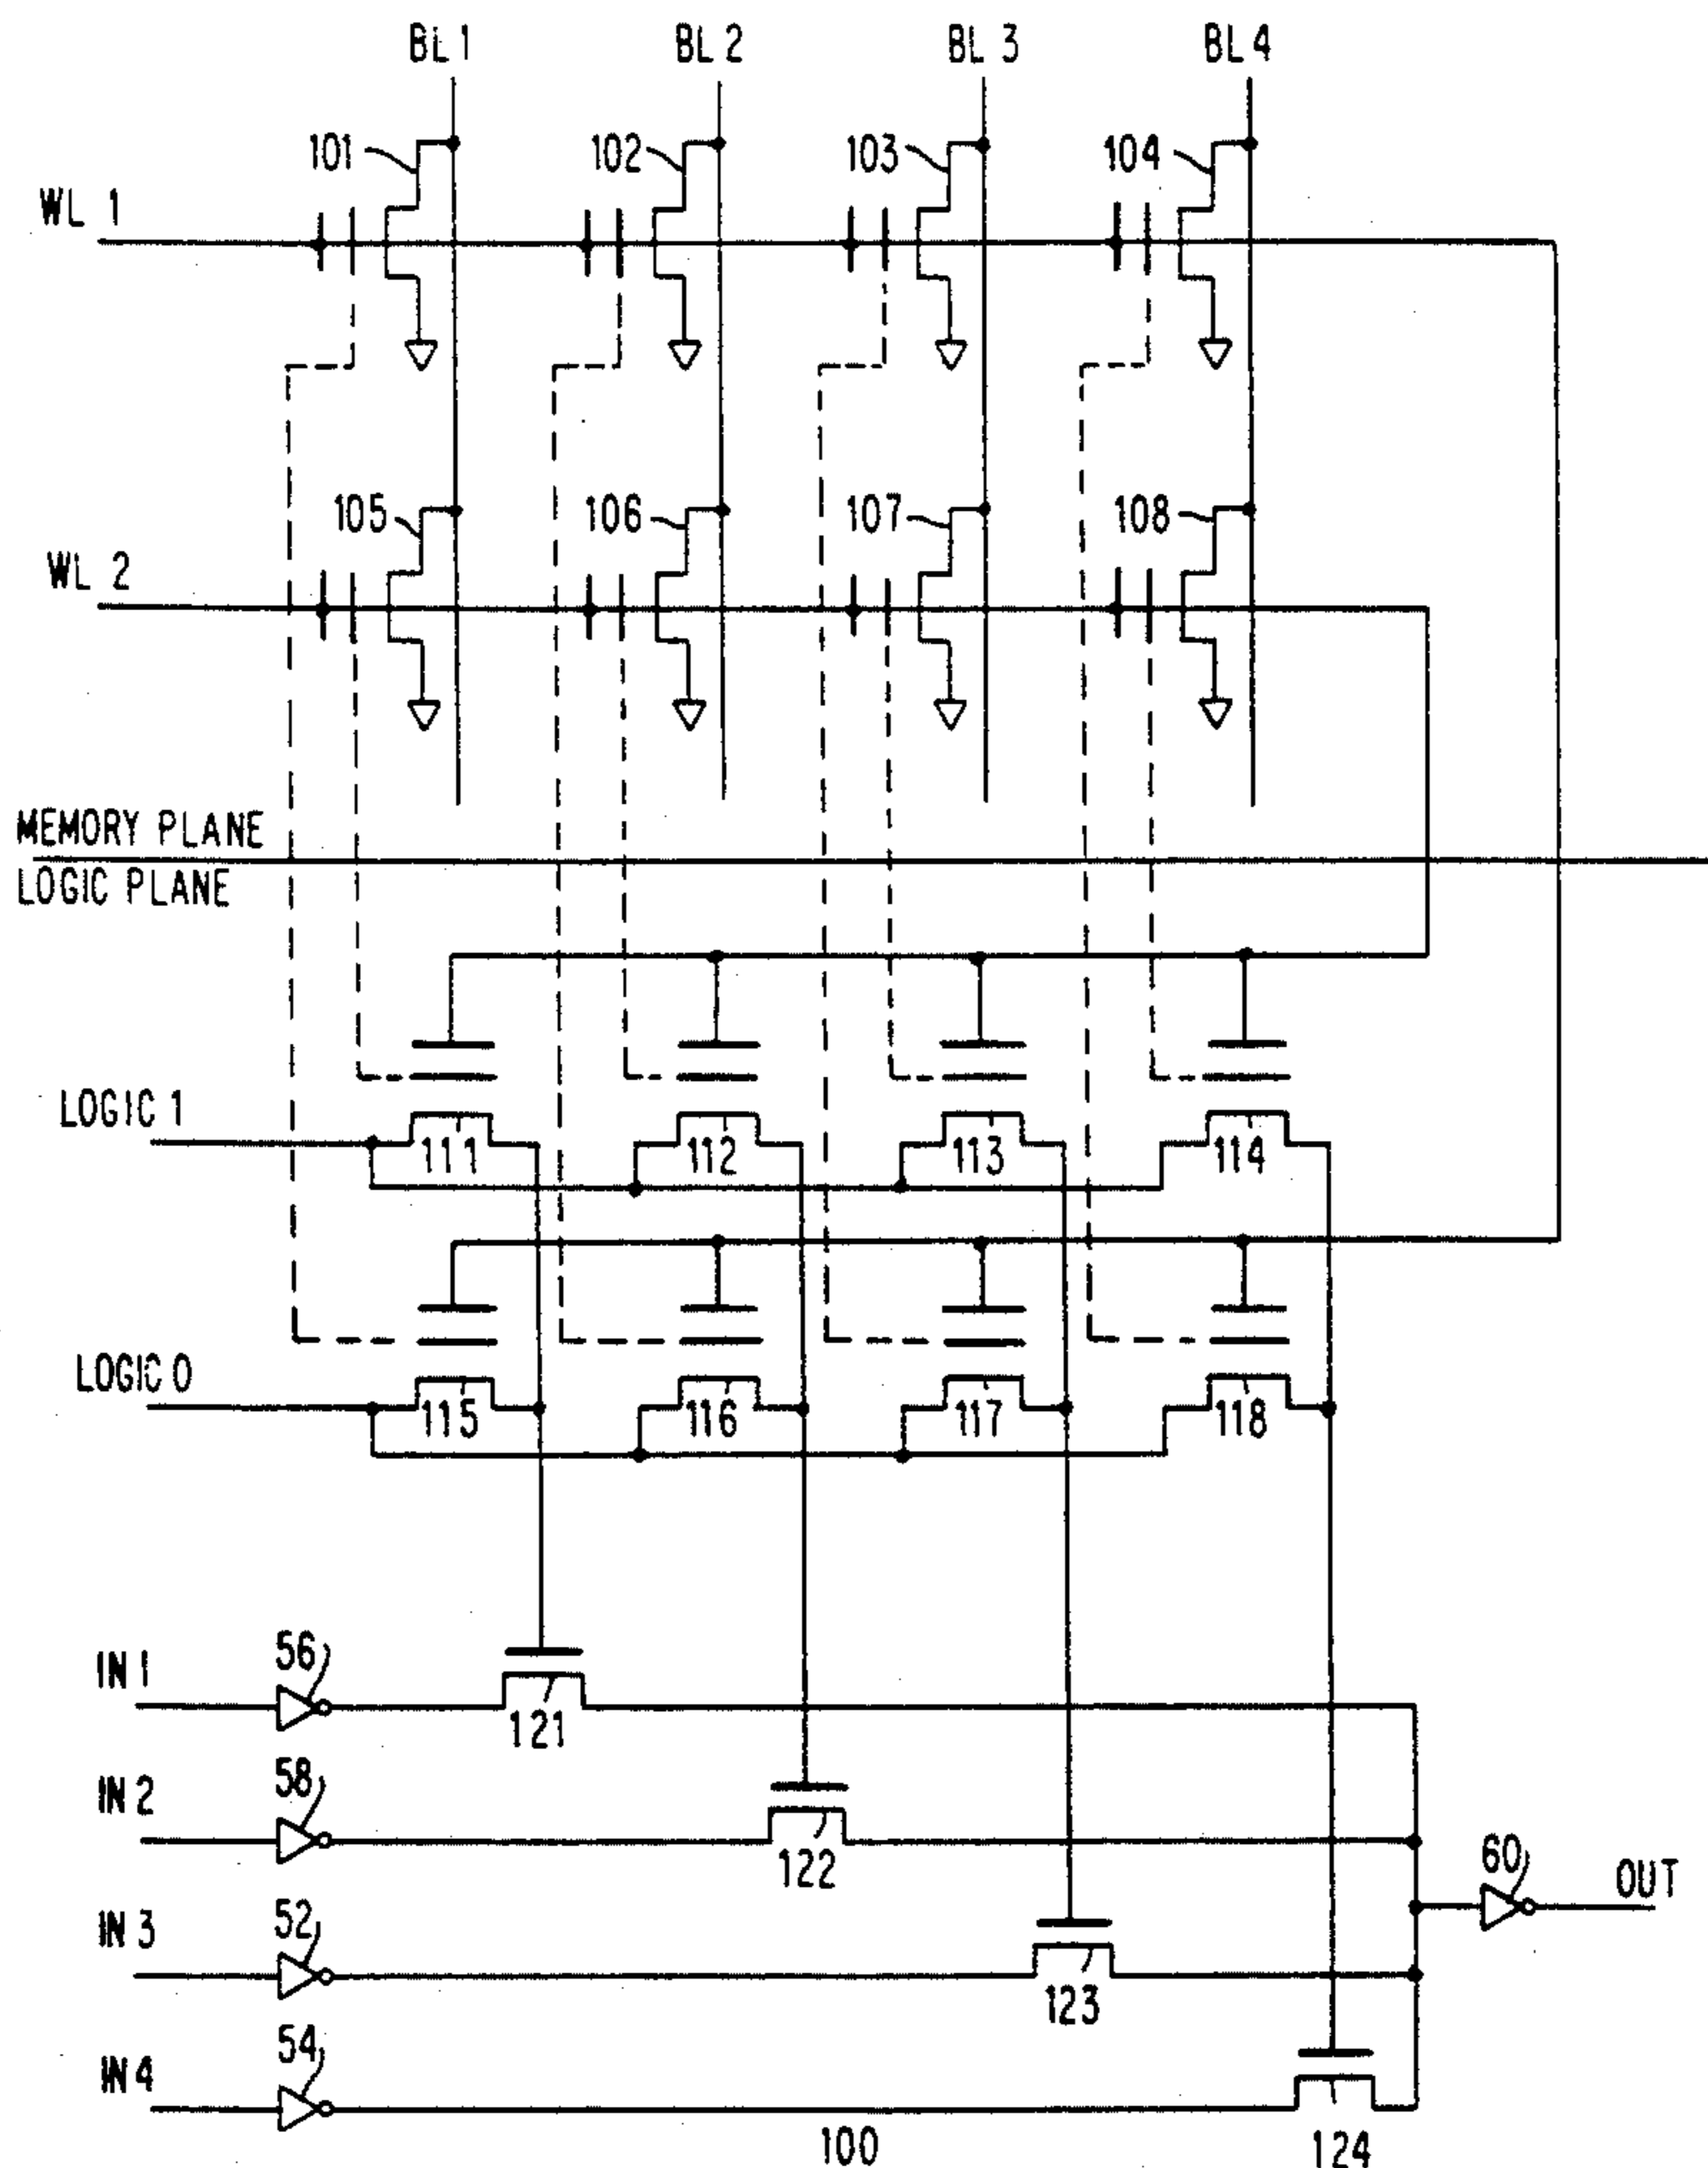 BL 1 BL 2 BL 3 BL 4
101 102 103 104
WL 1
105 106 107 108
WL 2
MEMORY PLANE
LOGIC PLANE
LOGIC 1
111 112 113 114
LOGIC 0
115 116 117 118
IN 1 56 121
IN 2 58 122
60 OUT
IN 3 52 123
IN 4 54 124
100